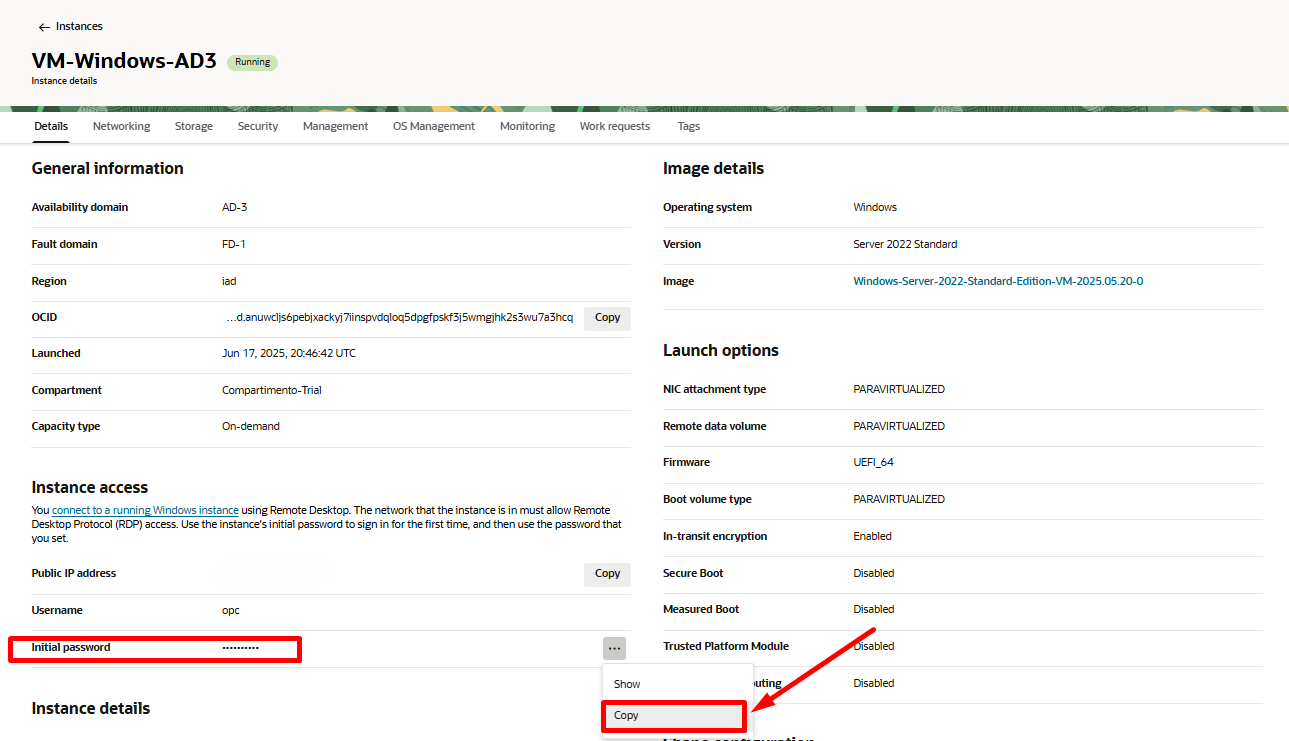 ← Instances
VM-Windows-AD3 Running
Instance details
Details Networking Storage Security Management OS Management Monitoring Work requests Tags
General information
Availability domain AD-3
Fault domain FD-1
Region iad
OCID ...d.anuwcljs6pebjxackyj7iinspvdqloq5dpgfpskf3j5wmgjhk2s3wu7a3hcq Copy
Launched Jun 17, 2025, 20:46:42 UTC
Compartment Compartimento-Trial
Capacity type On-demand
Instance access
You connect to a running Windows instance using Remote Desktop. The network that the instance is in must allow Remote
Desktop Protocol (RDP) access. Use the instance's initial password to sign in for the first time, and then use the password that
you set.
Public IP address Copy
Username opc
Initial password •••••••••• ...
Show
Copy
Instance details
Image details
Operating system Windows
Version Server 2022 Standard
Image Windows-Server-2022-Standard-Edition-VM-2025.05.20-0
Launch options
NIC attachment type PARAVIRTUALIZED
Remote data volume PARAVIRTUALIZED
Firmware UEFI_64
Boot volume type PARAVIRTUALIZED
In-transit encryption Enabled
Secure Boot Disabled
Measured Boot Disabled
Trusted Platform Module Disabled
Disabled